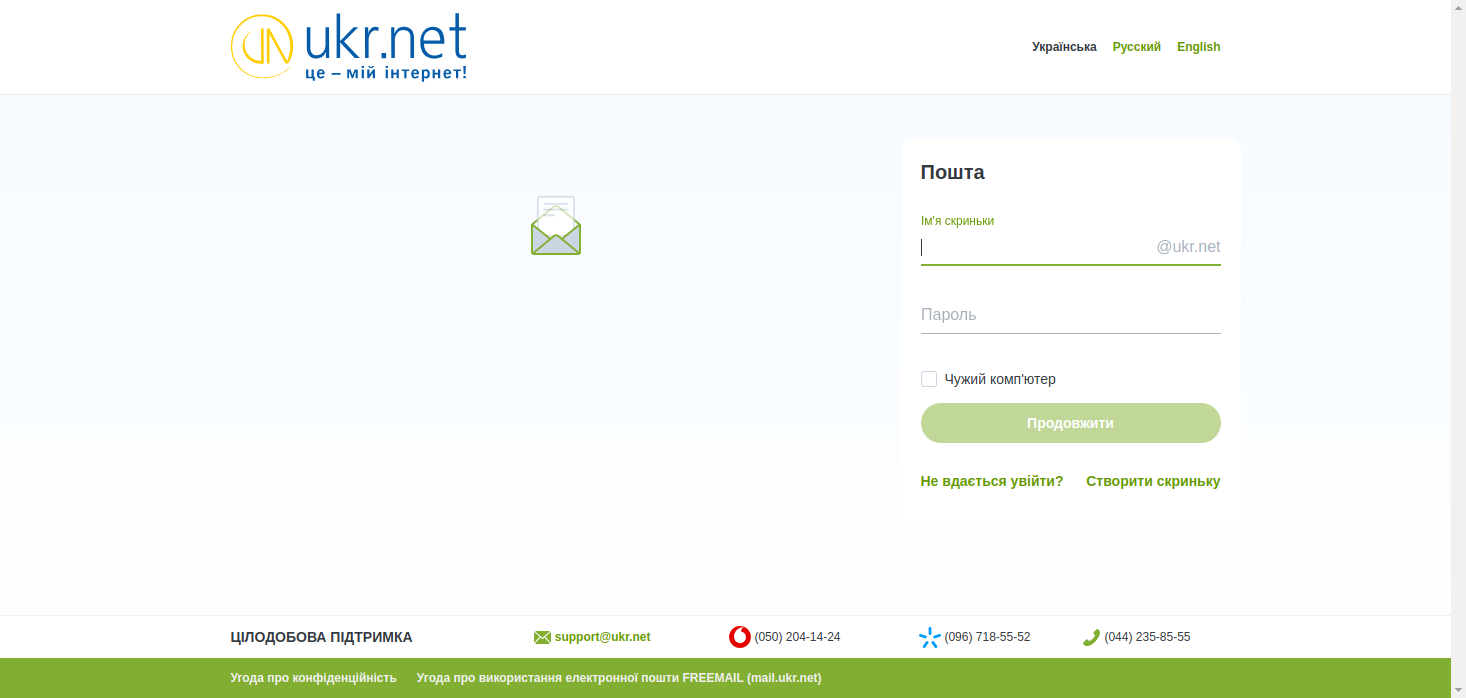 ukr.net
це – мій інтернет!
Українська Русский English
Пошта
Ім'я скриньки
@ukr.net
Пароль
Чужий комп'ютер
Продовжити
Не вдається увійти? Створити скриньку
ЦІЛОДОБОВА ПІДТРИМКА support@ukr.net (050) 204-14-24 (096) 718-55-52 (044) 235-85-55
Угода про конфіденційність Угода про використання електронної пошти FREEMAIL (mail.ukr.net)